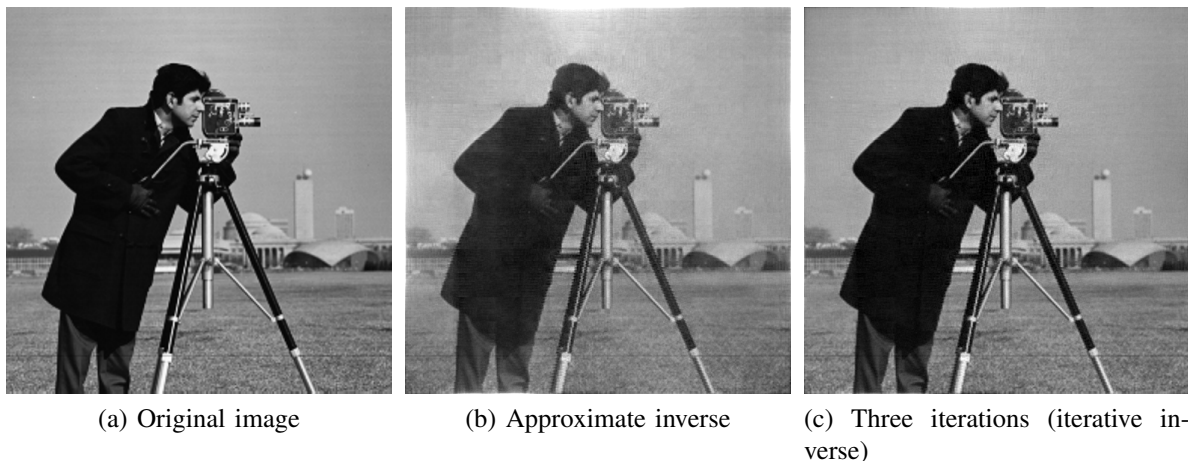 (a) Original image
(b) Approximate inverse
(c) Three iterations (iterative in-
verse)